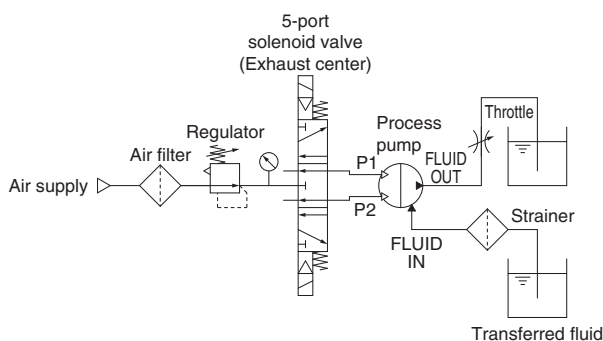 5-port
solenoid valve
(Exhaust center)
Regulator
Air filter
Air supply
P1
P2
Process
pump
FLUID
OUT
Throttle
FLUID
IN
Strainer
Transferred fluid